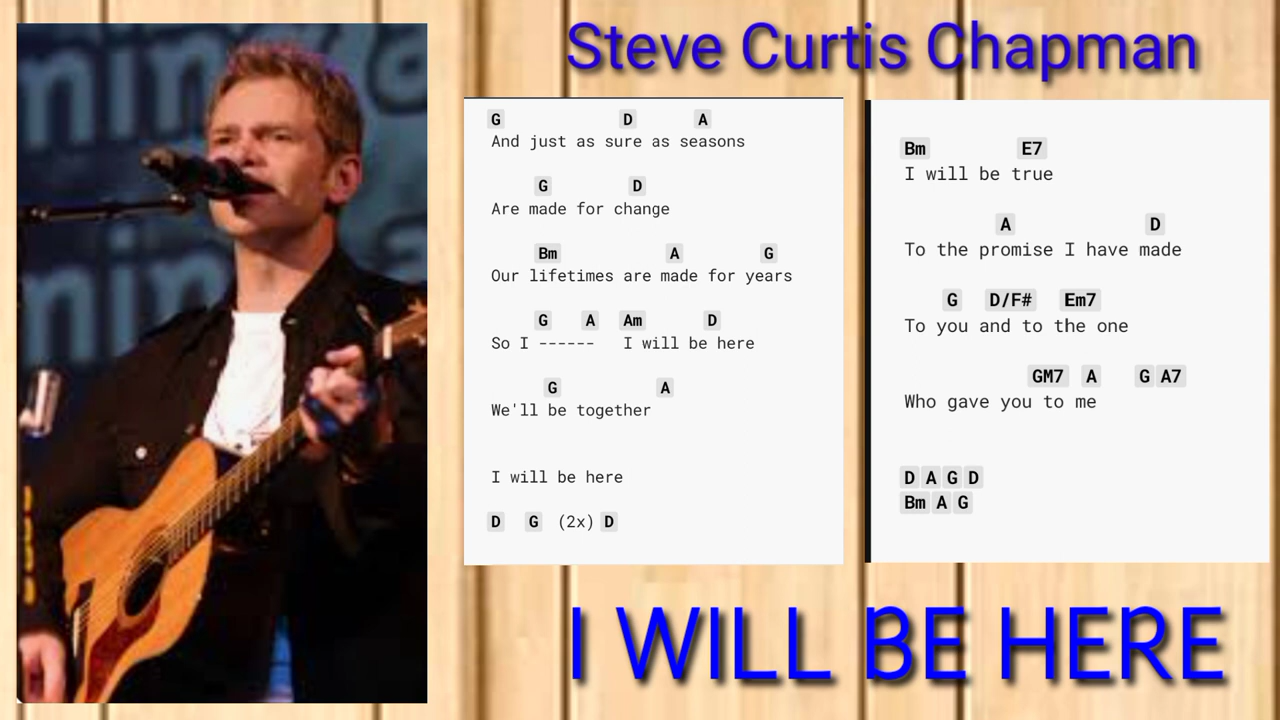 Steve Curtis Chapman
G D A
And just as sure as seasons
G D
Are made for change
Bm A G
Our lifetimes are made for years
G A Am D
So I ------ I will be here
G A
We'll be together
I will be here
D G (2x) D
Bm E7
I will be true
A D
To the promise I have made
G D/F# Em7
To you and to the one
GM7 A G A7
Who gave you to me
D A G D
Bm A G
I WILL BE HERE